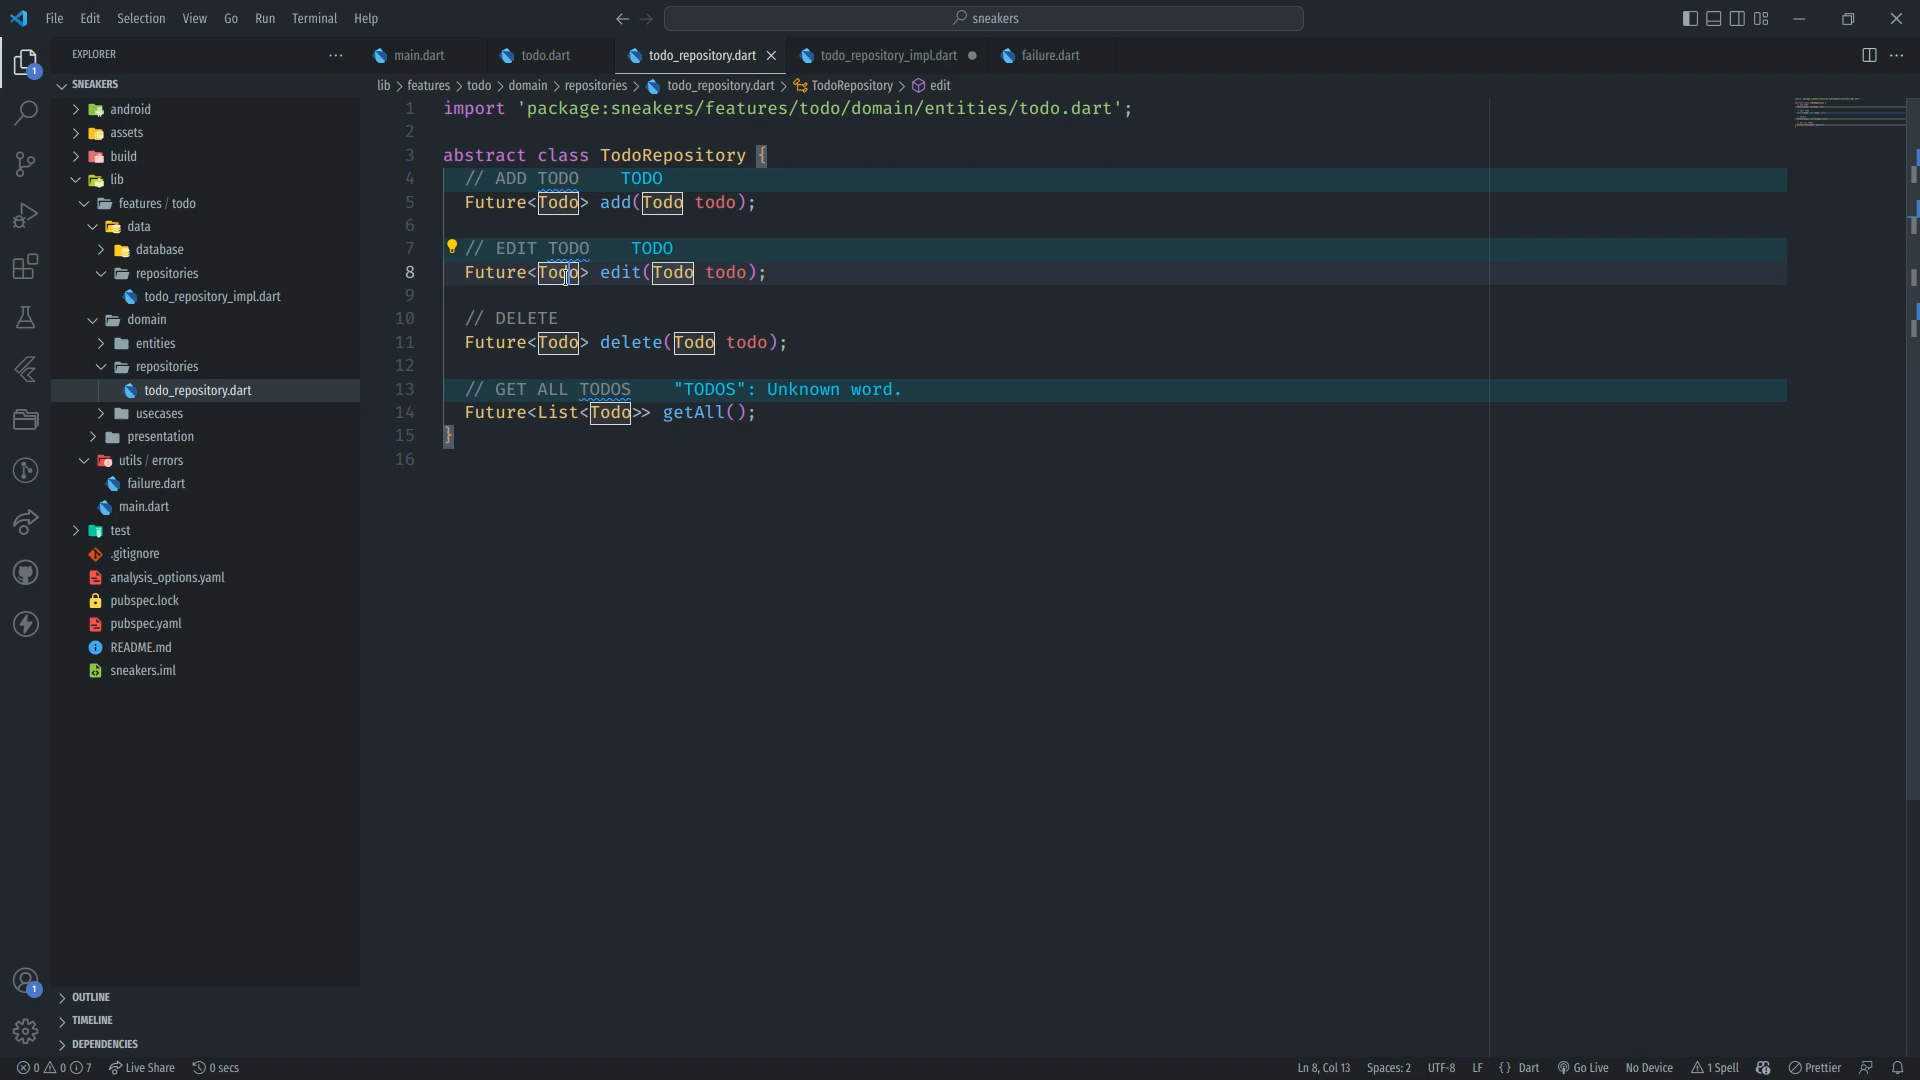 File Edit Selection View Go Run Terminal Help
sneakers
EXPLORER
main.dart
todo.dart
todo_repository.dart
todo_repository_impl.dart
failure.dart
lib > features > todo > domain > repositories > todo_repository.dart > TodoRepository > edit
SNEAKERS
android
assets
build
lib
features / todo
data
database
repositories
todo_repository_impl.dart
domain
entities
repositories
todo_repository.dart
usecases
presentation
utils / errors
failure.dart
main.dart
test
.gitignore
analysis_options.yaml
pubspec.lock
pubspec.yaml
README.md
sneakers.iml
OUTLINE
TIMELINE
DEPENDENCIES
1
1
1 import 'package:sneakers/features/todo/domain/entities/todo.dart';
2
3 abstract class TodoRepository {
4 // ADD TODO TODO
5 Future<Todo> add(Todo todo);
6
7 // EDIT TODO TODO
8 Future<Todo> edit(Todo todo);
9
10 // DELETE
11 Future<Todo> delete(Todo todo);
12
13 // GET ALL TODOS "TODOS": Unknown word.
14 Future<List<Todo>> getAll();
15 }
16
0 0 7 Live Share 0 secs
Ln 8, Col 13 Spaces: 2 UTF-8 LF { } Dart Go Live No Device 1 Spell Prettier